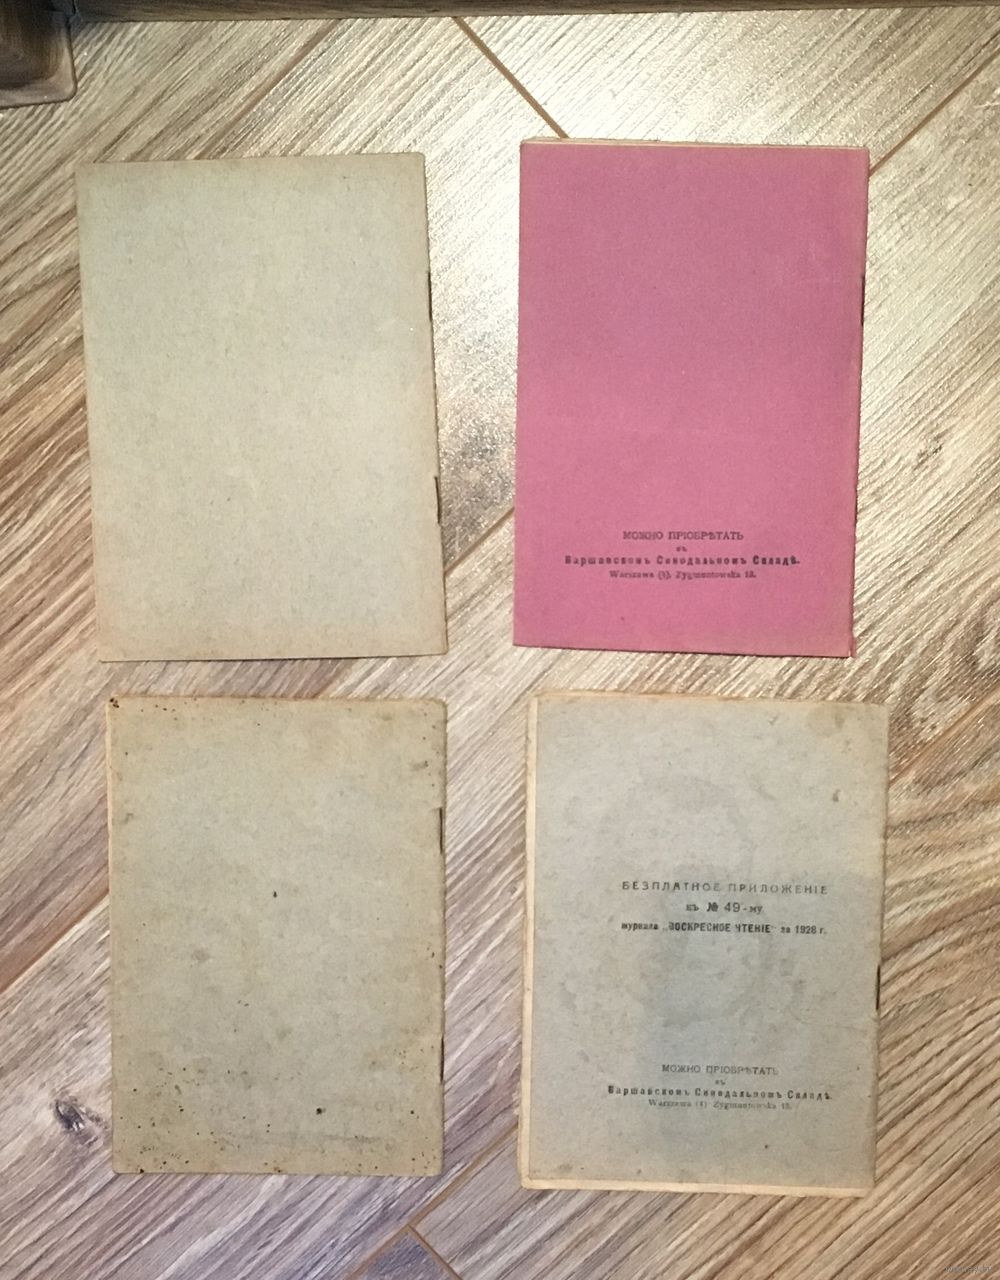 МОЖНО ПРІОБРѢТАТЬ
въ
Варшавскомъ Синодальномъ Складѣ.
Warszawa (4). Zygmuntowska 13.
БЕЗПЛАТНОЕ ПРИЛОЖЕНІЕ
къ № 49-му
журнала „ВОСКРЕСНОЕ ЧТЕНІЕ" за 1928 г.
МОЖНО ПРІОБРѢТАТЬ
въ
Варшавскомъ Синодальномъ Складѣ.
Warszawa (4) Zygmuntowska 13.